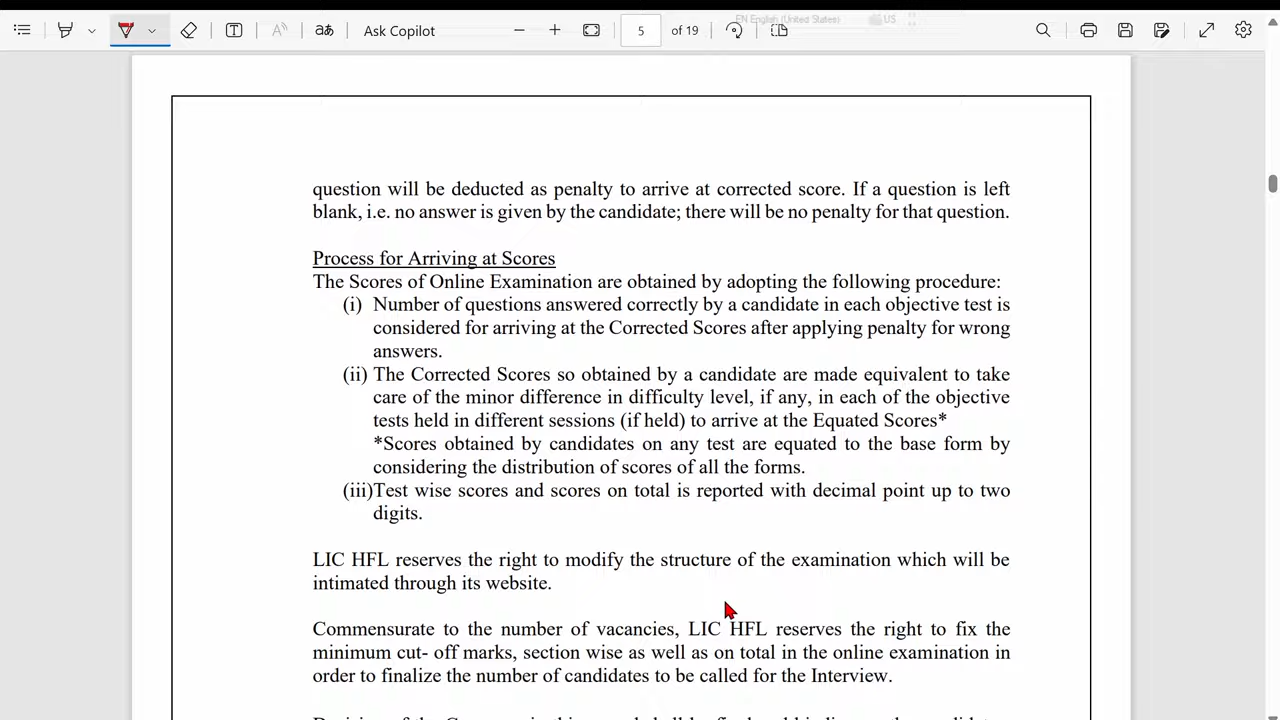 EN English (United States) US
Ask Copilot 5 of 19
question will be deducted as penalty to arrive at corrected score. If a question is left
blank, i.e. no answer is given by the candidate; there will be no penalty for that question.
Process for Arriving at Scores
The Scores of Online Examination are obtained by adopting the following procedure:
(i) Number of questions answered correctly by a candidate in each objective test is
considered for arriving at the Corrected Scores after applying penalty for wrong
answers.
(ii) The Corrected Scores so obtained by a candidate are made equivalent to take
care of the minor difference in difficulty level, if any, in each of the objective
tests held in different sessions (if held) to arrive at the Equated Scores*
*Scores obtained by candidates on any test are equated to the base form by
considering the distribution of scores of all the forms.
(iii)Test wise scores and scores on total is reported with decimal point up to two
digits.
LIC HFL reserves the right to modify the structure of the examination which will be
intimated through its website.
Commensurate to the number of vacancies, LIC HFL reserves the right to fix the
minimum cut- off marks, section wise as well as on total in the online examination in
order to finalize the number of candidates to be called for the Interview.